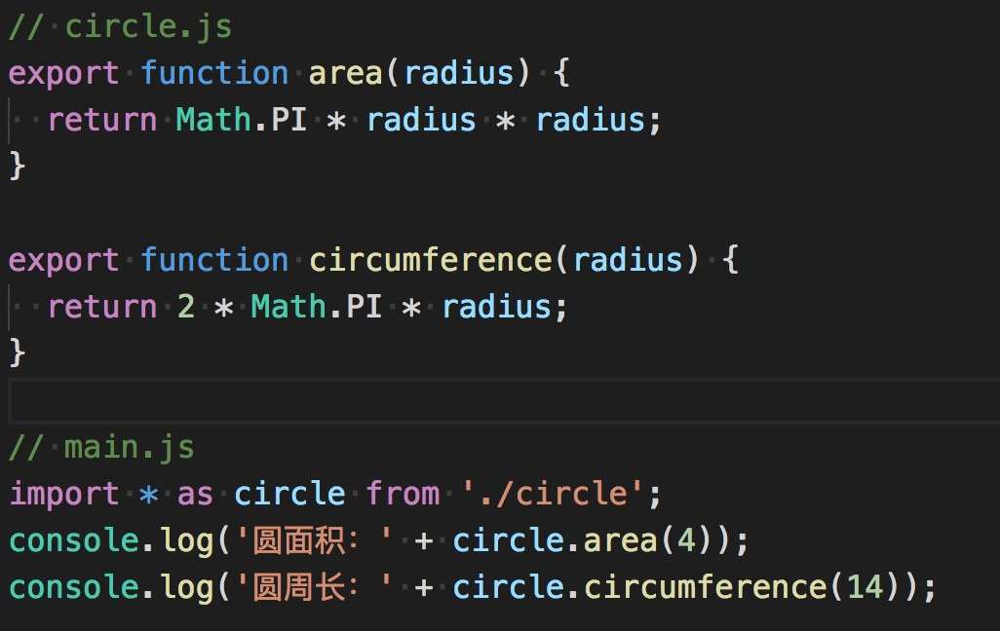 // circle.js
export function area(radius) {
  return Math.PI * radius * radius;
}
export function circumference(radius) {
  return 2 * Math.PI * radius;
}
// main.js
import * as circle from './circle';
console.log('圆面积：' + circle.area(4));
console.log('圆周长：' + circle.circumference(14));